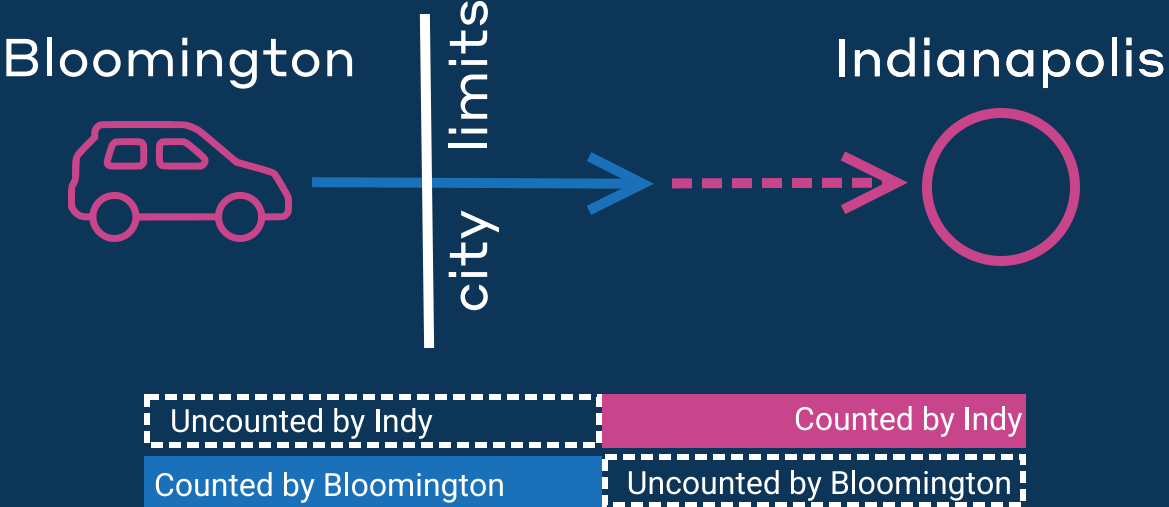 Bloomington
Indianapolis
city limits
Uncounted by Indy
Counted by Indy
Counted by Bloomington
Uncounted by Bloomington